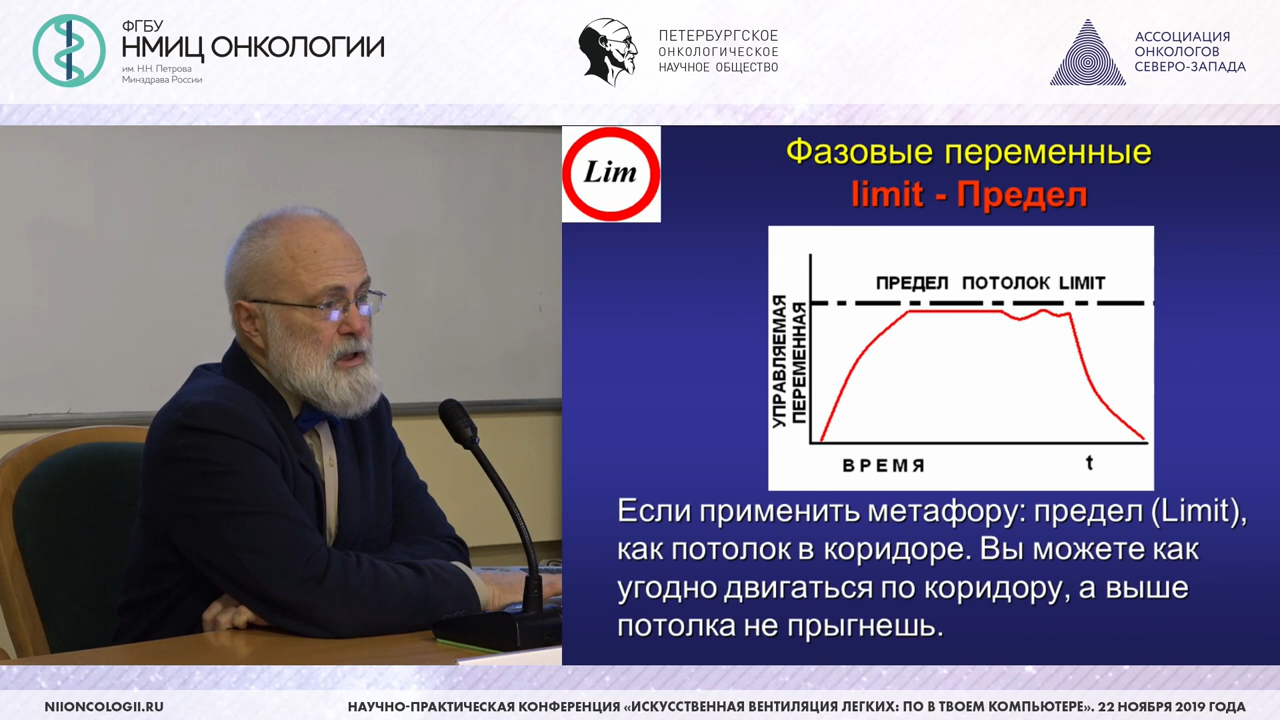 ФГБУ
НМИЦ ОНКОЛОГИИ
им. Н.Н. Петрова
Минздрава России
ПЕТЕРБУРГСКОЕ
ОНКОЛОГИЧЕСКОЕ
НАУЧНОЕ ОБЩЕСТВО
АССОЦИАЦИЯ
ОНКОЛОГОВ
СЕВЕРО-ЗАПАДА
Lim
Фазовые переменные
limit - Предел
ПРЕДЕЛ ПОТОЛОК LIMIT
УПРАВЛЯЕМАЯ
ПЕРЕМЕННАЯ
ВРЕМЯ t
Если применить метафору: предел (Limit),
как потолок в коридоре. Вы можете как
угодно двигаться по коридору, а выше
потолка не прыгнешь.
NIIONCOLOGII.RU
НАУЧНО-ПРАКТИЧЕСКАЯ КОНФЕРЕНЦИЯ «ИСКУССТВЕННАЯ ВЕНТИЛЯЦИЯ ЛЕГКИХ: ПО В ТВОЕМ КОМПЬЮТЕРЕ». 22 НОЯБРЯ 2019 ГОДА